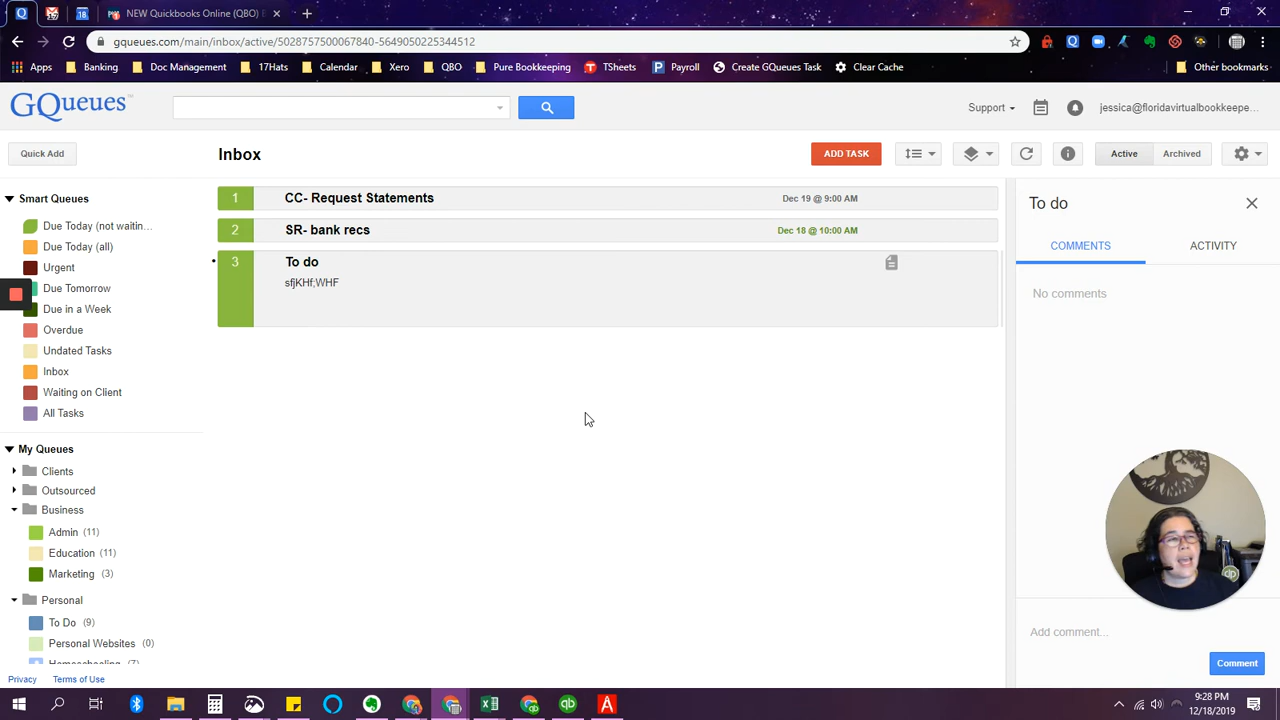 NEW Quickbooks Online (QBO) E
gqueues.com/main/inbox/active/5028757500067840-5649050225344512
Apps Banking Doc Management 17Hats Calendar Xero QBO Pure Bookkeeping TSheets Payroll Create GQueues Task Clear Cache Other bookmarks
GQueues
Support
jessica@floridavirtualbookkeepe...
Quick Add
Inbox
ADD TASK
Active
Archived
Smart Queues
Due Today (not waitin...
Due Today (all)
Urgent
Due Tomorrow
Due in a Week
Overdue
Undated Tasks
Inbox
Waiting on Client
All Tasks
My Queues
Clients
Outsourced
Business
Admin (11)
Education (11)
Marketing (3)
Personal
To Do (9)
Personal Websites (0)
Homeschooling (7)
Privacy Terms of Use
1 CC- Request Statements Dec 19 @ 9:00 AM
2 SR- bank recs Dec 18 @ 10:00 AM
3 To do
sfjKHf;WHF
To do
COMMENTS ACTIVITY
No comments
Add comment...
Comment
9:28 PM
12/18/2019